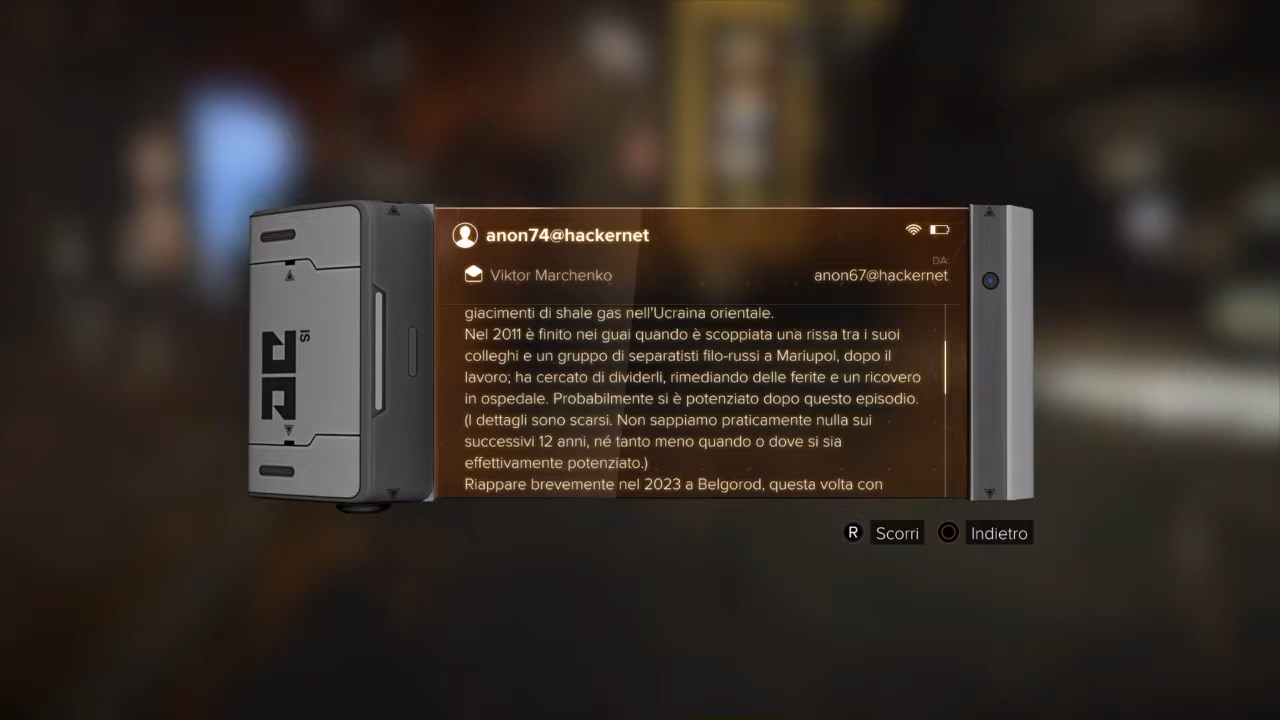 anon74@hackernet
DA:
Viktor Marchenko
anon67@hackernet
giacimenti di shale gas nell'Ucraina orientale.
Nel 2011 è finito nei guai quando è scoppiata una rissa tra i suoi
colleghi e un gruppo di separatisti filo-russi a Mariupol, dopo il
lavoro; ha cercato di dividerli, rimediando delle ferite e un ricovero
in ospedale. Probabilmente si è potenziato dopo questo episodio.
(I dettagli sono scarsi. Non sappiamo praticamente nulla sui
successivi 12 anni, né tanto meno quando o dove si sia
effettivamente potenziato.)
Riappare brevemente nel 2023 a Belgorod, questa volta con
R Scorri
Indietro